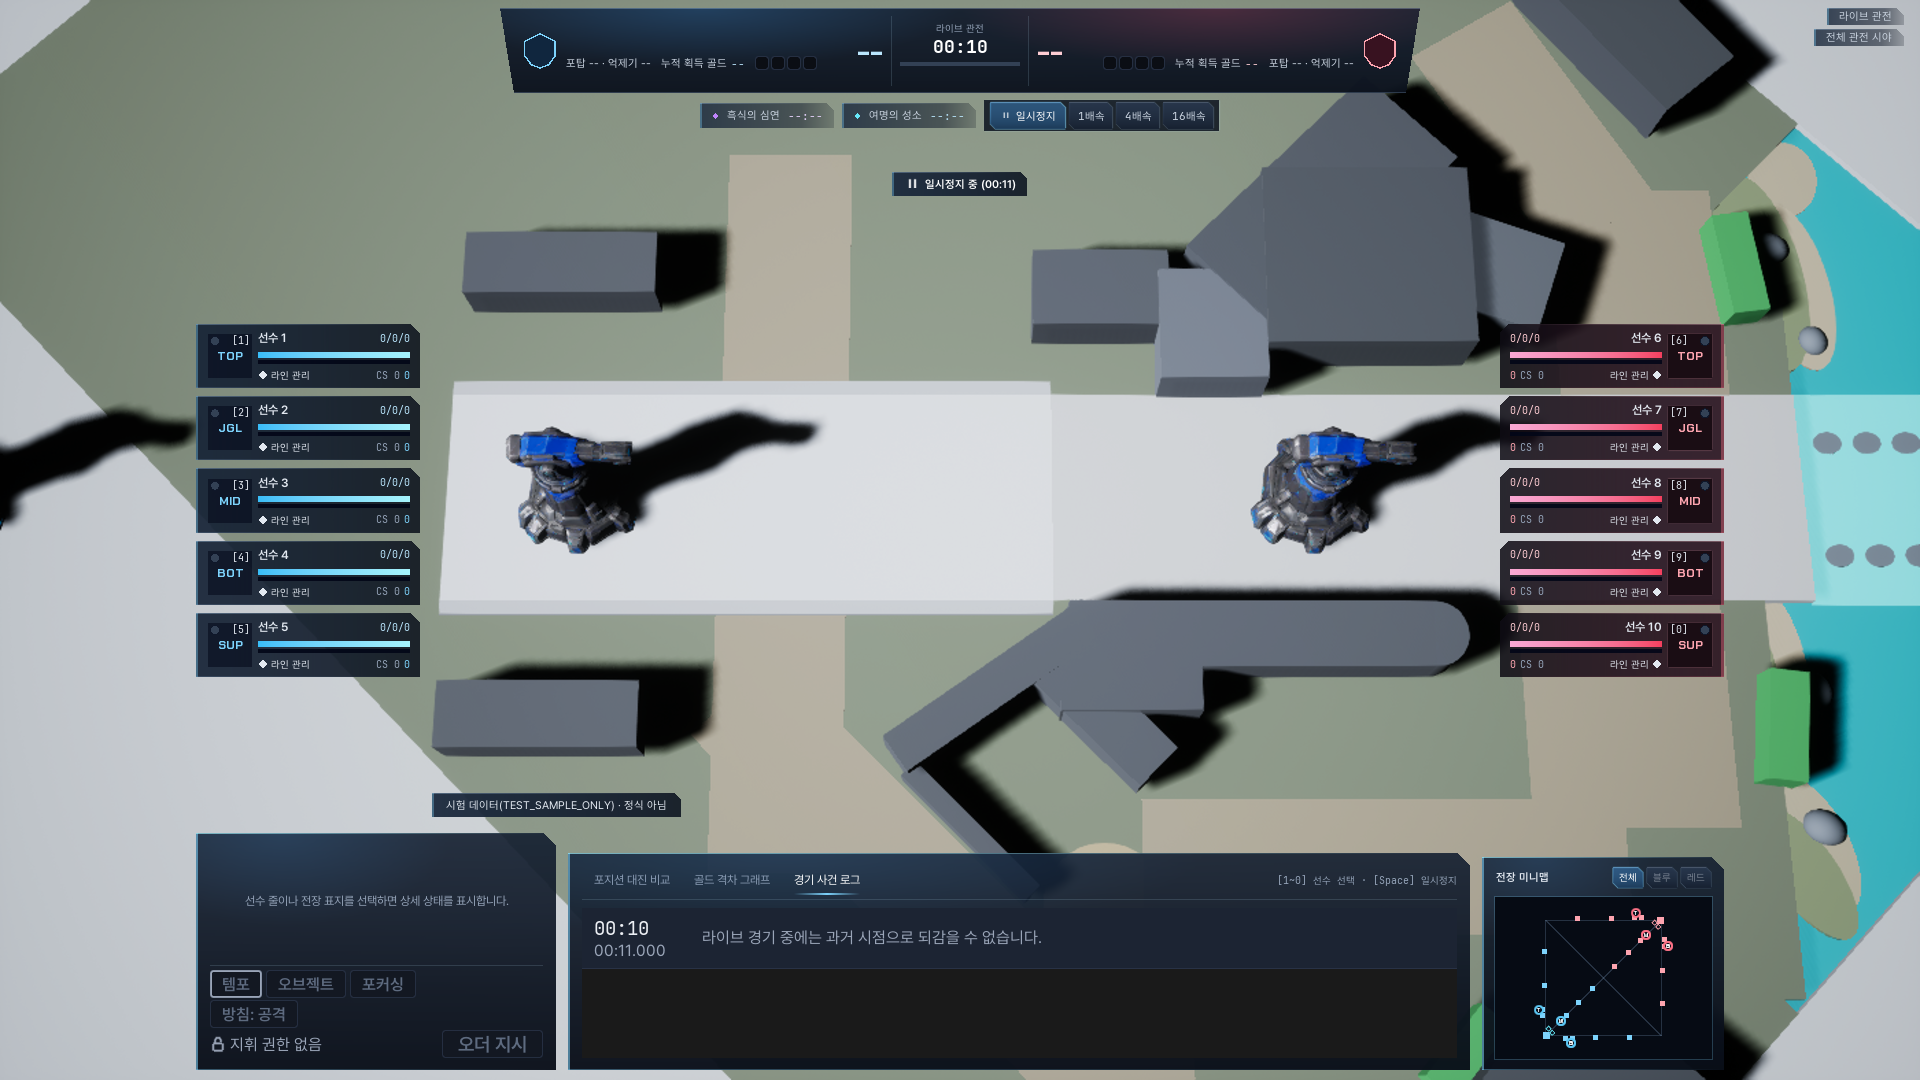 라이브 관전
전체 관전 시야
라이브 관전
00:10
--
--
포탑 -- · 억제기 -- 누적 획득 골드 --
누적 획득 골드 -- 포탑 -- · 억제기 --
흑식의 심연 --:--
여명의 성소 --:--
일시정지
1배속
4배속
16배속
일시정지 중 (00:11)
[1] 선수 1 0/0/0
TOP
라인 관리 CS 0 0
[2] 선수 2 0/0/0
JGL
라인 관리 CS 0 0
[3] 선수 3 0/0/0
MID
라인 관리 CS 0 0
[4] 선수 4 0/0/0
BOT
라인 관리 CS 0 0
[5] 선수 5 0/0/0
SUP
라인 관리 CS 0 0
0/0/0 선수 6 [6]
TOP
0 CS 0 라인 관리
0/0/0 선수 7 [7]
JGL
0 CS 0 라인 관리
0/0/0 선수 8 [8]
MID
0 CS 0 라인 관리
0/0/0 선수 9 [9]
BOT
0 CS 0 라인 관리
0/0/0 선수 10 [0]
SUP
0 CS 0 라인 관리
시험 데이터(TEST_SAMPLE_ONLY) · 정식 아님
선수 줄이나 전장 표지를 선택하면 상세 상태를 표시합니다.
템포
오브젝트
포커싱
방침: 공격
지휘 권한 없음
오더 지시
포지션 대진 비교
골드 격차 그래프
경기 사건 로그
[1~0] 선수 선택 · [Space] 일시정지
00:10
00:11.000
라이브 경기 중에는 과거 시점으로 되감을 수 없습니다.
전장 미니맵
전체
블루
레드